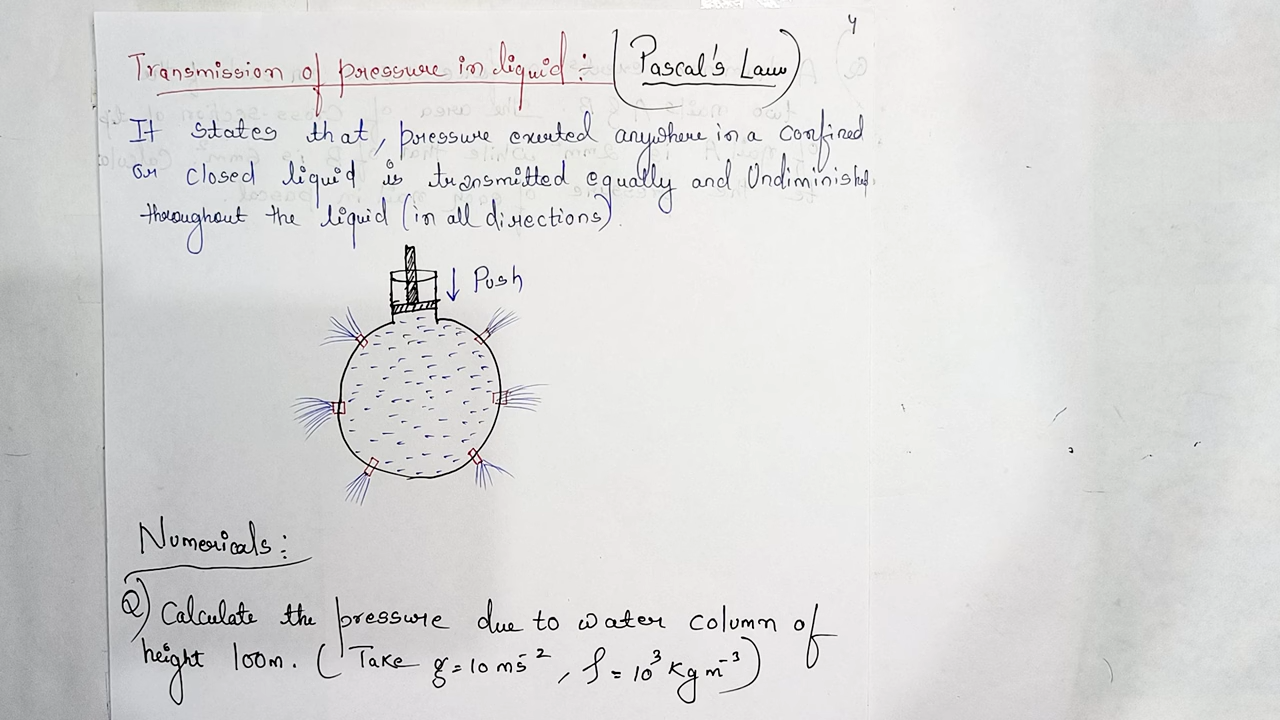 4
Transmission of pressure in liquid:- (Pascal's Law)
It states that, pressure exerted anywhere in a confined
or closed liquid is transmitted equally and Undiminished
throughout the liquid (in all directions).
↓ Push
Numericals:
Q) Calculate the pressure due to water column of
height 100m. (Take g = 10 ms⁻², ρ = 10³ Kg m⁻³)